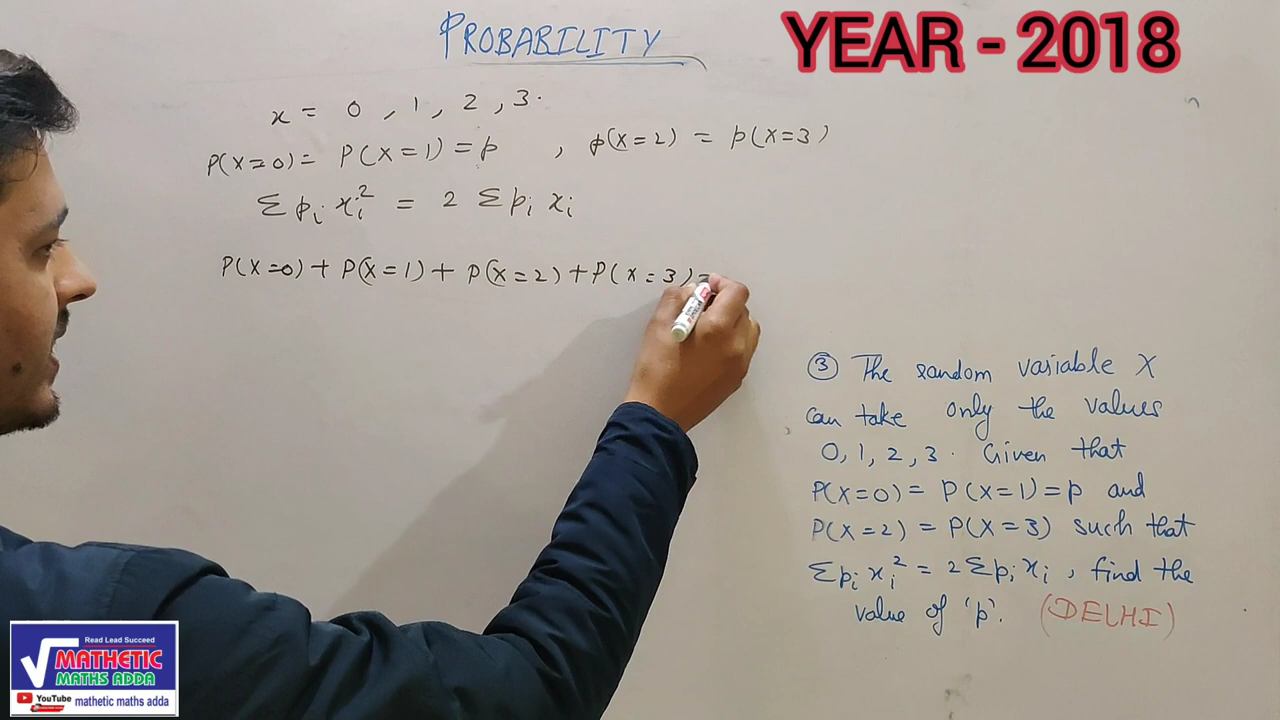 PROBABILITY
YEAR - 2018
x = 0 , 1 , 2 , 3.
P(X=0) = P(X=1) = p , p(X=2) = p(X=3)
Σ pᵢ xᵢ² = 2 Σ pᵢ xᵢ
P(X=0) + P(X=1) + P(X=2) + P(X=3) =
③ The random variable X
can take only the values
0, 1, 2, 3. Given that
P(X=0) = P(X=1) = p and
P(X=2) = P(X=3) such that
Σpᵢ xᵢ² = 2Σpᵢ xᵢ , find the
value of 'p'. (DELHI)
Read Lead Succeed
MATHETIC
MATHS ADDA
YouTube mathetic maths adda